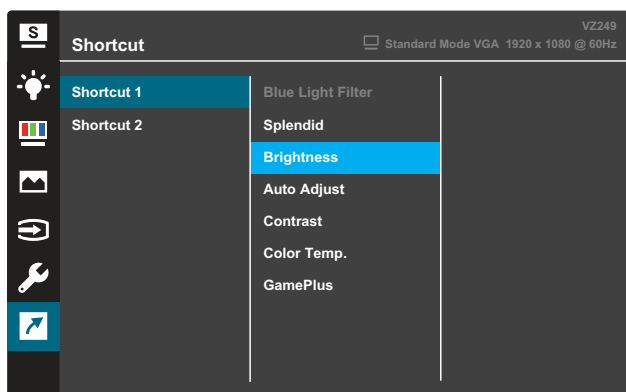 S
VZ249
Shortcut
Standard Mode VGA 1920 x 1080 @ 60Hz
Shortcut 1
Shortcut 2
Blue Light Filter
Splendid
Brightness
Auto Adjust
Contrast
Color Temp.
GamePlus